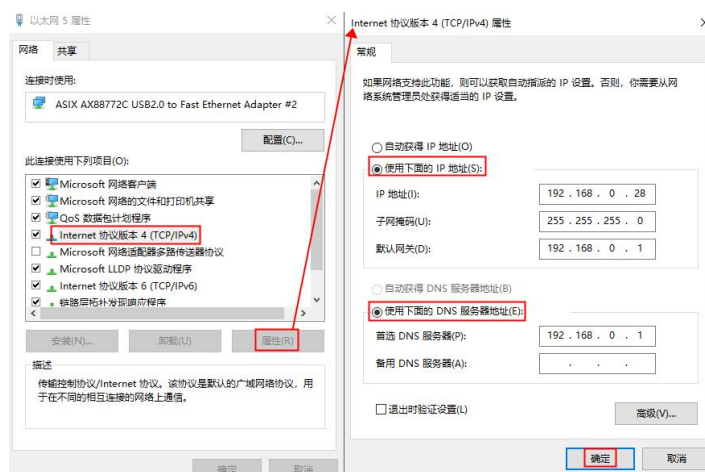 以太网 5 属性
网络
共享
连接时使用:
ASIX AX88772C USB2.0 to Fast Ethernet Adapter #2
配置(C)...
此连接使用下列项目(O):
Microsoft 网络客户端
Microsoft 网络的文件和打印机共享
QoS 数据包计划程序
Internet 协议版本 4 (TCP/IPv4)
Microsoft 网络适配器多路传送器协议
Microsoft LLDP 协议驱动程序
Internet 协议版本 6 (TCP/IPv6)
链路层拓扑发现响应程序
安装(N)...
卸载(U)
属性(R)
描述
传输控制协议/Internet 协议。该协议是默认的广域网络协议，用
于在不同的相互连接的网络上通信。
确定
取消
Internet 协议版本 4 (TCP/IPv4) 属性
常规
如果网络支持此功能，则可以获取自动指派的 IP 设置。否则，你需要从网
络系统管理员处获得适当的 IP 设置。
自动获得 IP 地址(O)
使用下面的 IP 地址(S):
IP 地址(I):
192 . 168 . 0 . 28
子网掩码(U):
255 . 255 . 255 . 0
默认网关(D):
192 . 168 . 0 . 1
自动获得 DNS 服务器地址(B)
使用下面的 DNS 服务器地址(E):
首选 DNS 服务器(P):
192 . 168 . 0 . 1
备用 DNS 服务器(A):
. . .
退出时验证设置(L)
高级(V)...
确定
取消